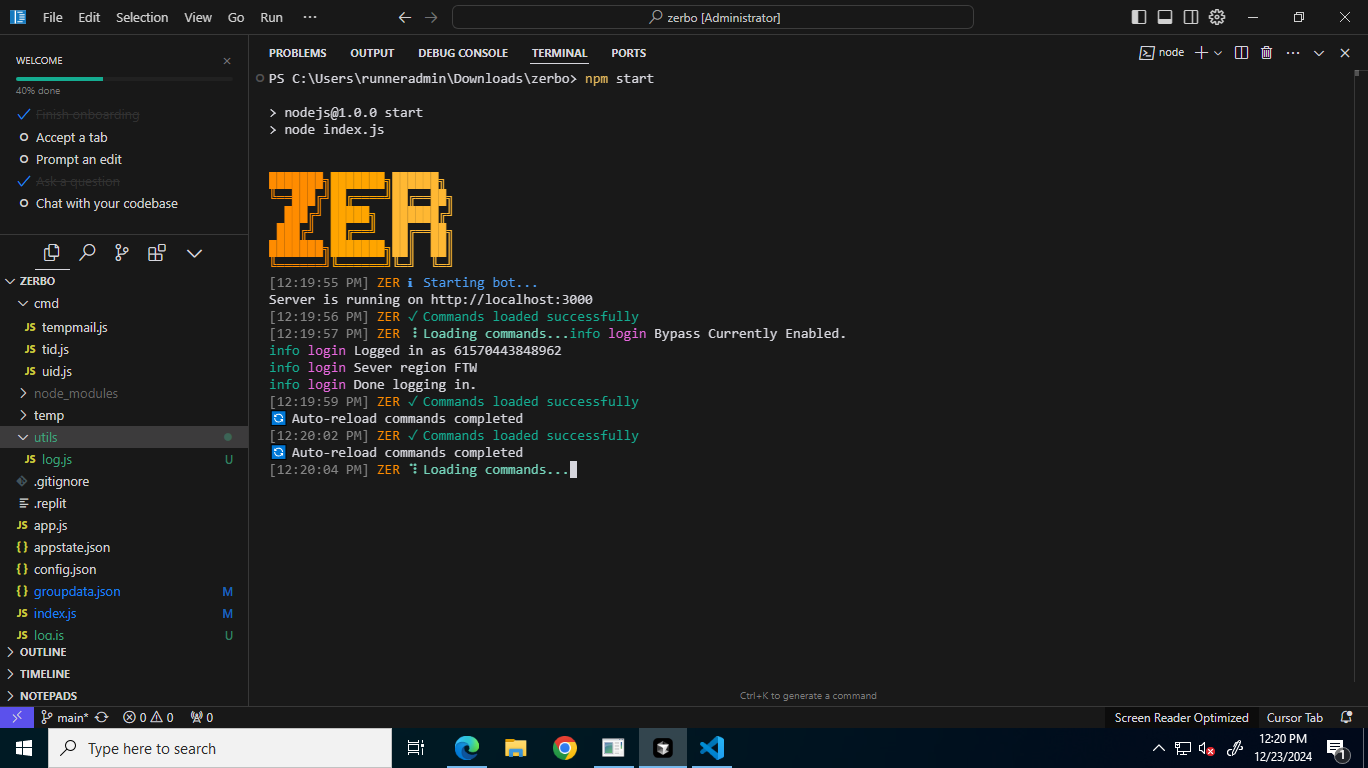 File Edit Selection View Go Run ···
zerbo [Administrator]
WELCOME
40% done
Finish onboarding
Accept a tab
Prompt an edit
Ask a question
Chat with your codebase
ZERBO
cmd
JS tempmail.js
JS tid.js
JS uid.js
node_modules
temp
utils
JS log.js U
.gitignore
.replit
JS app.js
{} appstate.json
{} config.json
{} groupdata.json M
JS index.js M
JS log.js U
OUTLINE
TIMELINE
NOTEPADS
PROBLEMS OUTPUT DEBUG CONSOLE TERMINAL PORTS
node
PS C:\Users\runneradmin\Downloads\zerbo> npm start
> nodejs@1.0.0 start
> node index.js
ZER
[12:19:55 PM] ZER ℹ Starting bot...
Server is running on http://localhost:3000
[12:19:56 PM] ZER ✓ Commands loaded successfully
[12:19:57 PM] ZER ⠸ Loading commands...info login Bypass Currently Enabled.
info login Logged in as 61570443848962
info login Sever region FTW
info login Done logging in.
[12:19:59 PM] ZER ✓ Commands loaded successfully
🔄 Auto-reload commands completed
[12:20:02 PM] ZER ✓ Commands loaded successfully
🔄 Auto-reload commands completed
[12:20:04 PM] ZER ⠹ Loading commands...
Ctrl+K to generate a command
main* 0 0 0
Screen Reader Optimized Cursor Tab
Type here to search
12:20 PM
12/23/2024
1